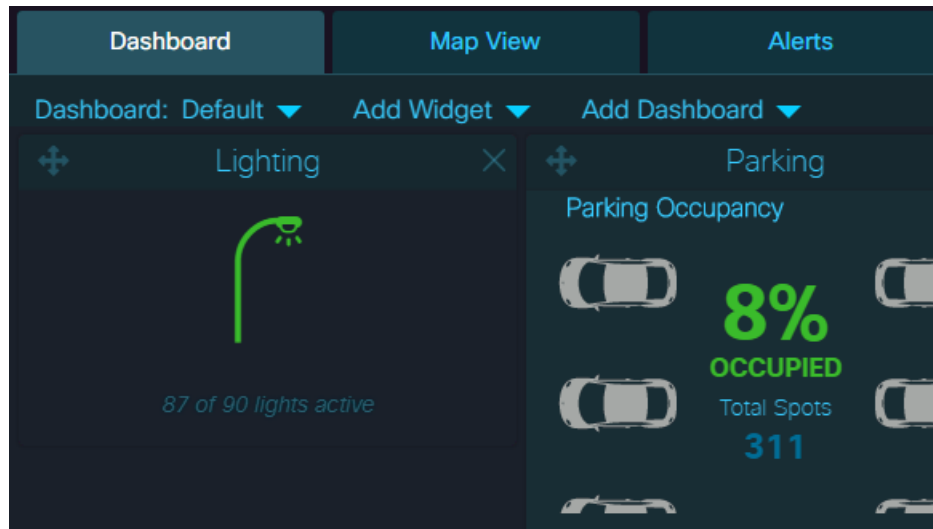 Dashboard Map View Alerts
Dashboard: Default Add Widget Add Dashboard
Lighting Parking
Parking Occupancy
8%
OCCUPIED
87 of 90 lights active
Total Spots
311